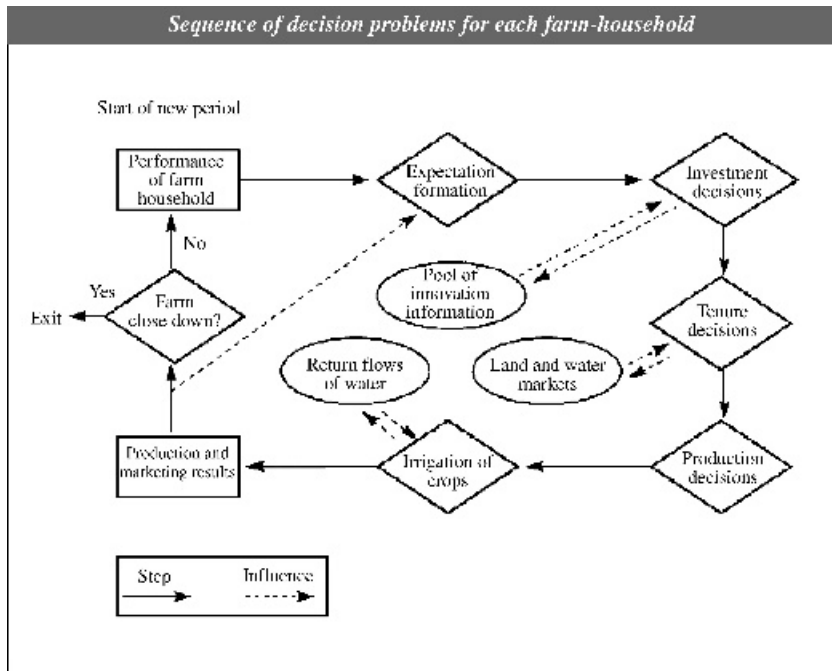 Sequence of decision problems for each farm-household
Start of new period
Performance
of farm
household
Expectation
formation
Investment
decisions
No
Pool of
innovation
information
Yes
Exit
Farm
close down?
Tenure
decisions
Return flows
of water
Land and water
markets
Production and
marketing results
Irrigation of
crops
Production
decisions
Step
Influence